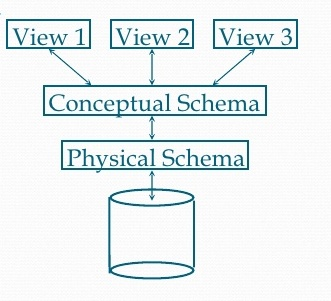 View 1 View 2 View 3
Conceptual Schema
Physical Schema